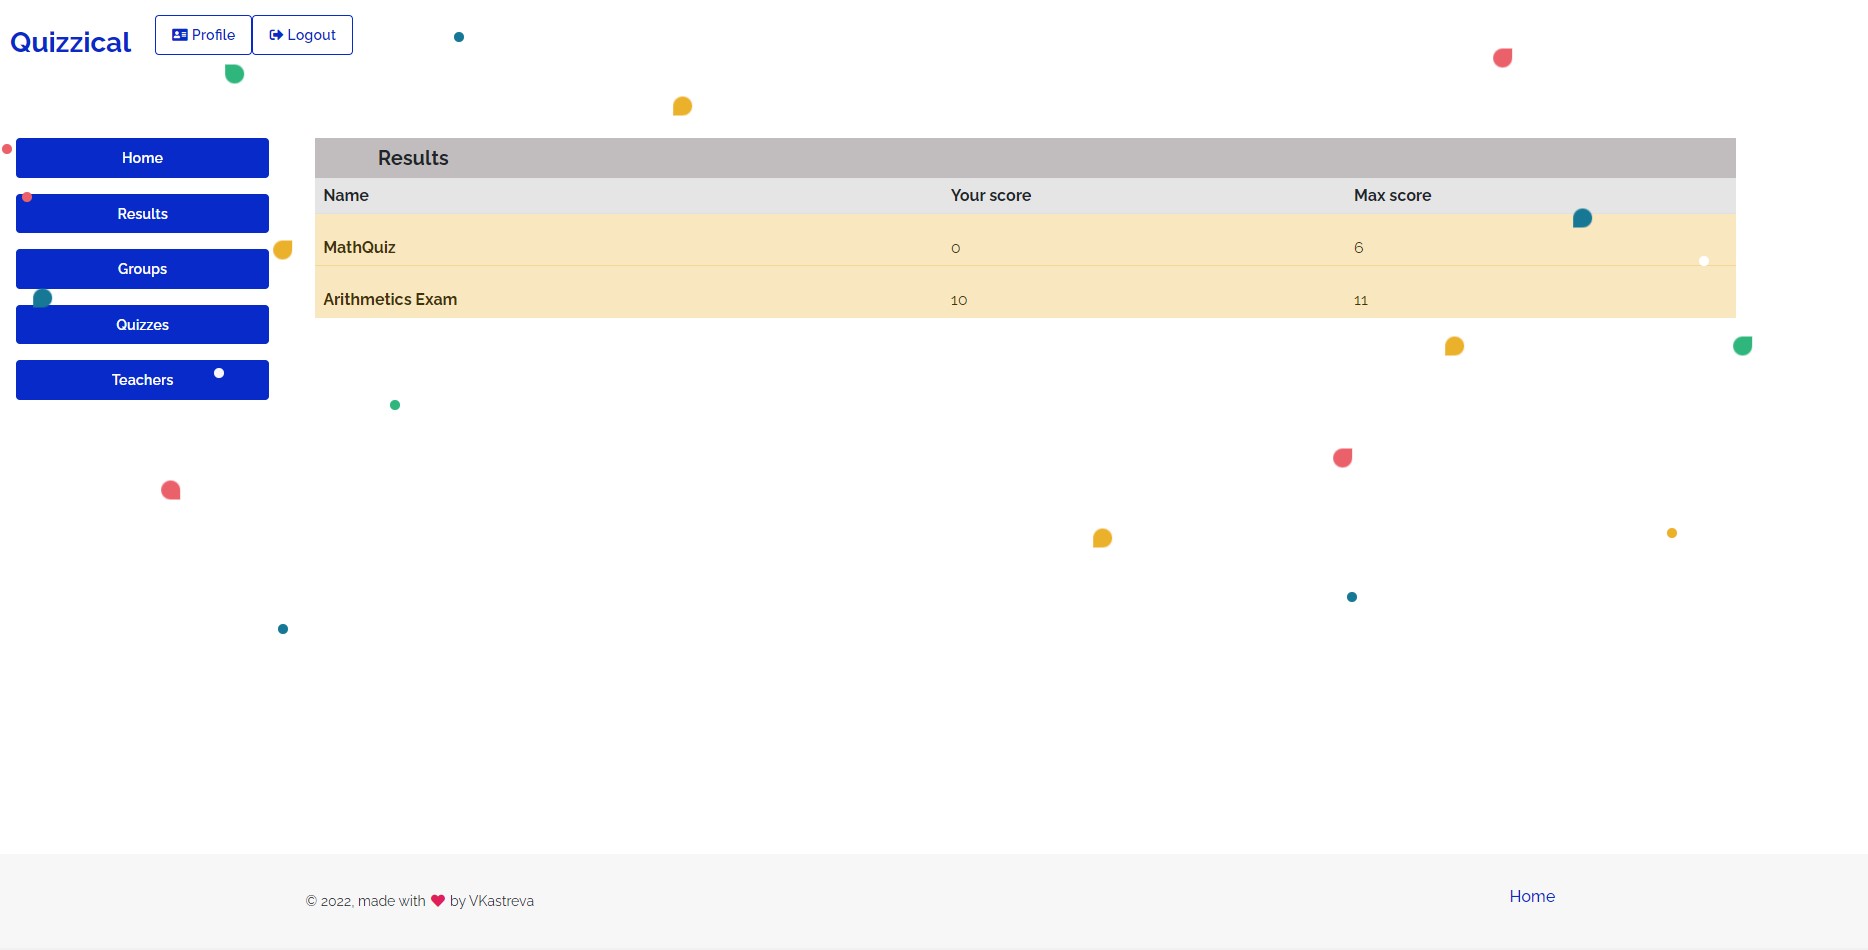 Quizzical
Profile
Logout
Home
Results
Groups
Quizzes
Teachers
Results
Name Your score Max score
MathQuiz 0 6
Arithmetics Exam 10 11
© 2022, made with by VKastreva
Home